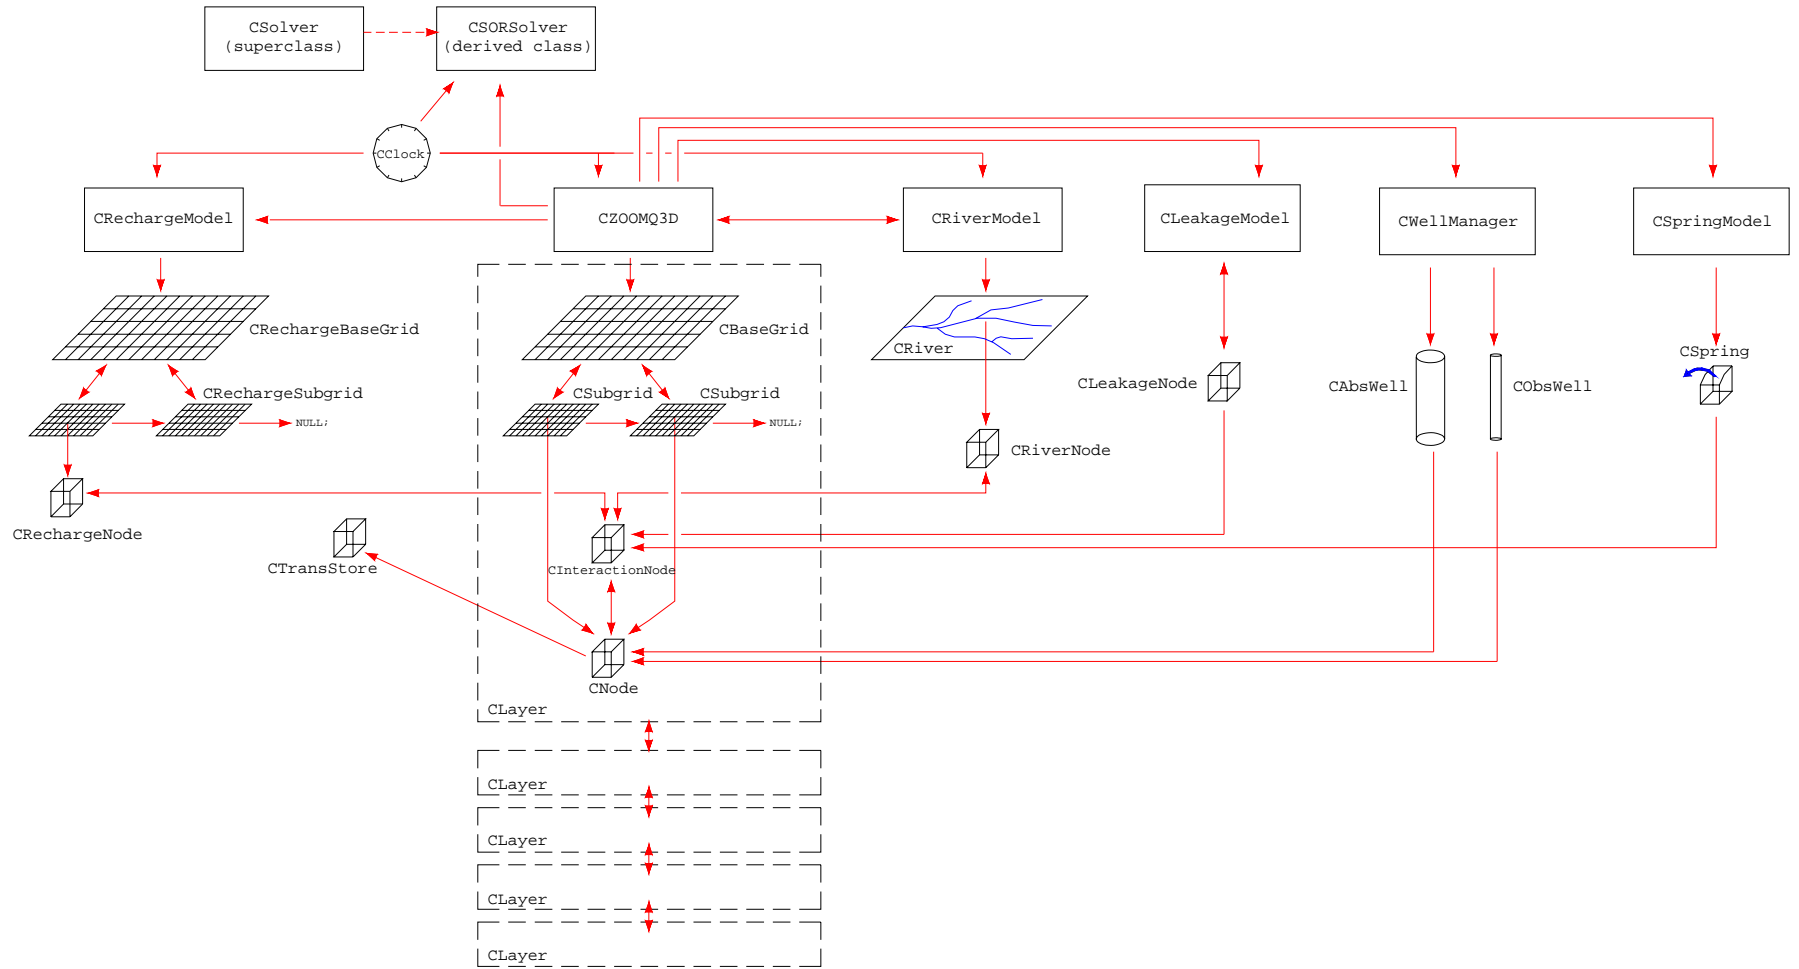 CSolver
(superclass)
CSORSolver
(derived class)
CClock
CRechargeModel
CZOOMQ3D
CRiverModel
CLeakageModel
CWellManager
CSpringModel
CRechargeBaseGrid
CBaseGrid
CRiver
CSpring
CLeakageNode
CAbsWell
CObsWell
CRechargeSubgrid
CSubgrid
CSubgrid
NULL;
NULL;
CRiverNode
CRechargeNode
CTransStore
CInteractionNode
CNode
CLayer
CLayer
CLayer
CLayer
CLayer